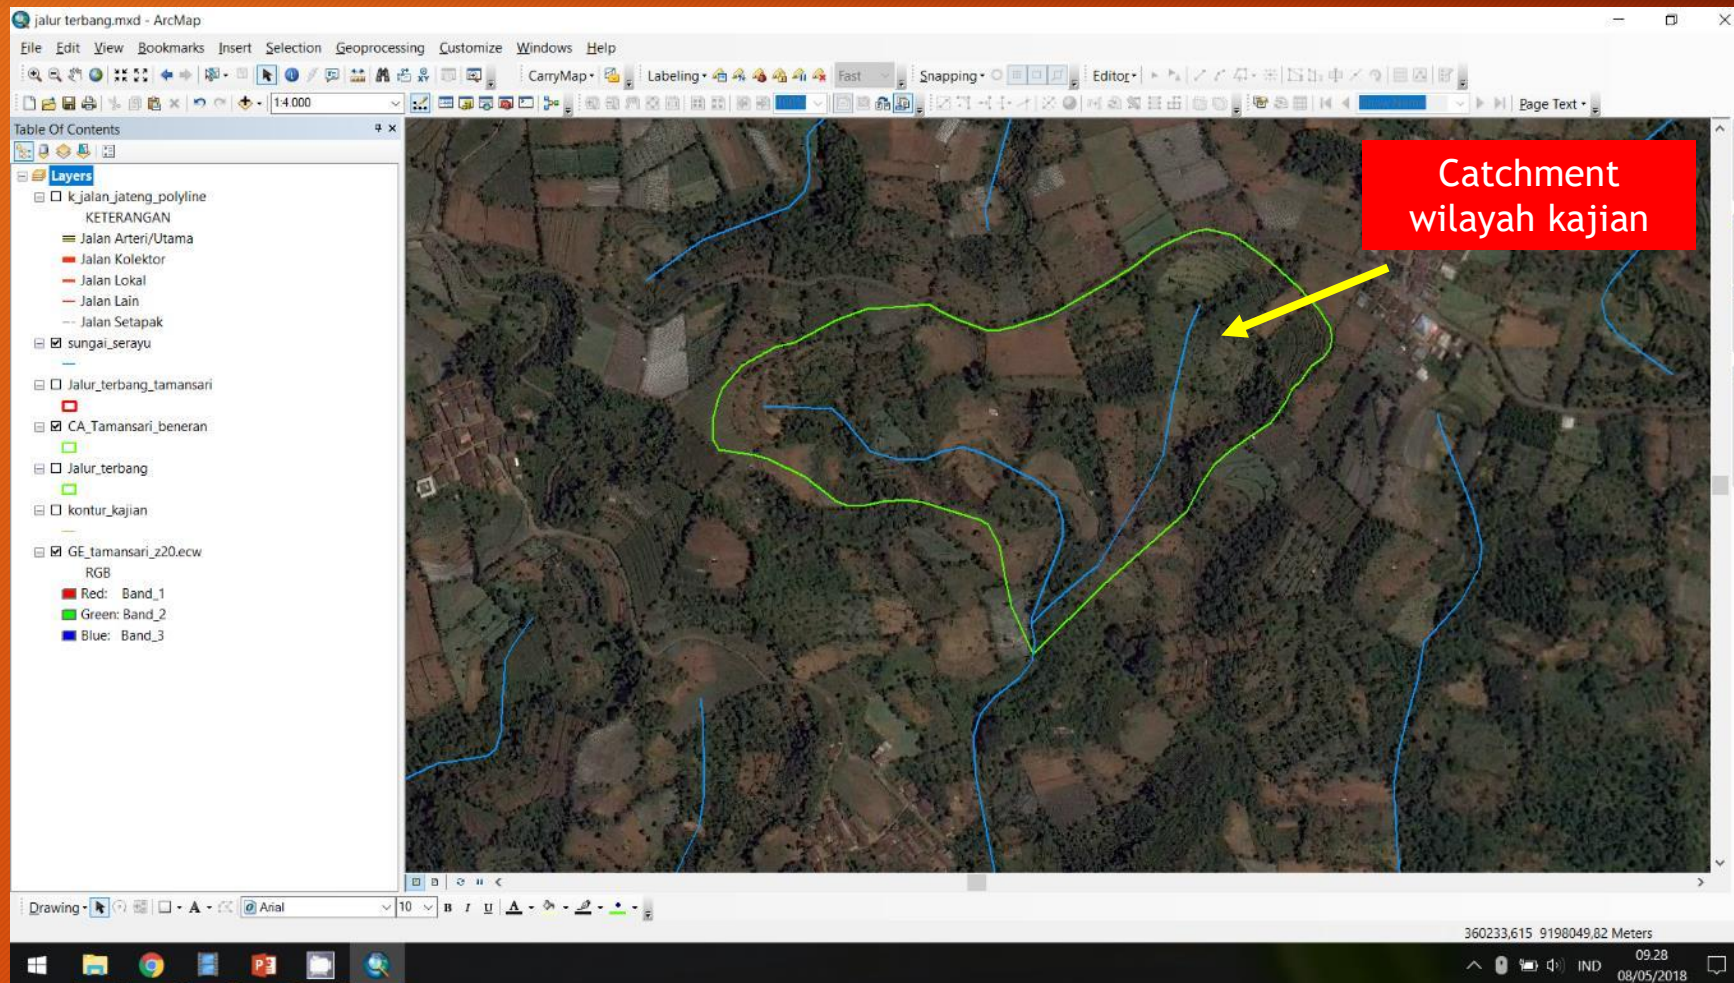 jalur terbang.mxd - ArcMap
File Edit View Bookmarks Insert Selection Geoprocessing Customize Windows Help
CarryMap Labeling Fast Snapping Editor
1:4.000 Page Text
Table Of Contents
Layers
k_jalan_jateng_polyline
KETERANGAN
Jalan Arteri/Utama
Jalan Kolektor
Jalan Lokal
Jalan Lain
Jalan Setapak
sungai_serayu
Jalur_terbang_tamansari
CA_Tamansari_beneran
Jalur_terbang
kontur_kajian
GE_tamansari_z20.ecw
RGB
Red: Band_1
Green: Band_2
Blue: Band_3
Catchment
wilayah kajian
Drawing A Arial 10 B I U A
360233,615 9198049,82 Meters
IND
09.28
08/05/2018